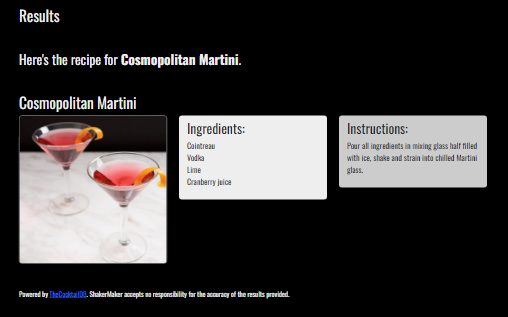 Results
Here's the recipe for Cosmopolitan Martini.
Cosmopolitan Martini
Ingredients:
Cointreau
Vodka
Lime
Cranberry juice
Instructions:
Pour all ingredients in mixing glass half filled
with ice, shake and strain into chilled Martini
glass.
Powered by TheCocktailDB. ShakerMaker accepts no responsibility for the accuracy of the results provided.